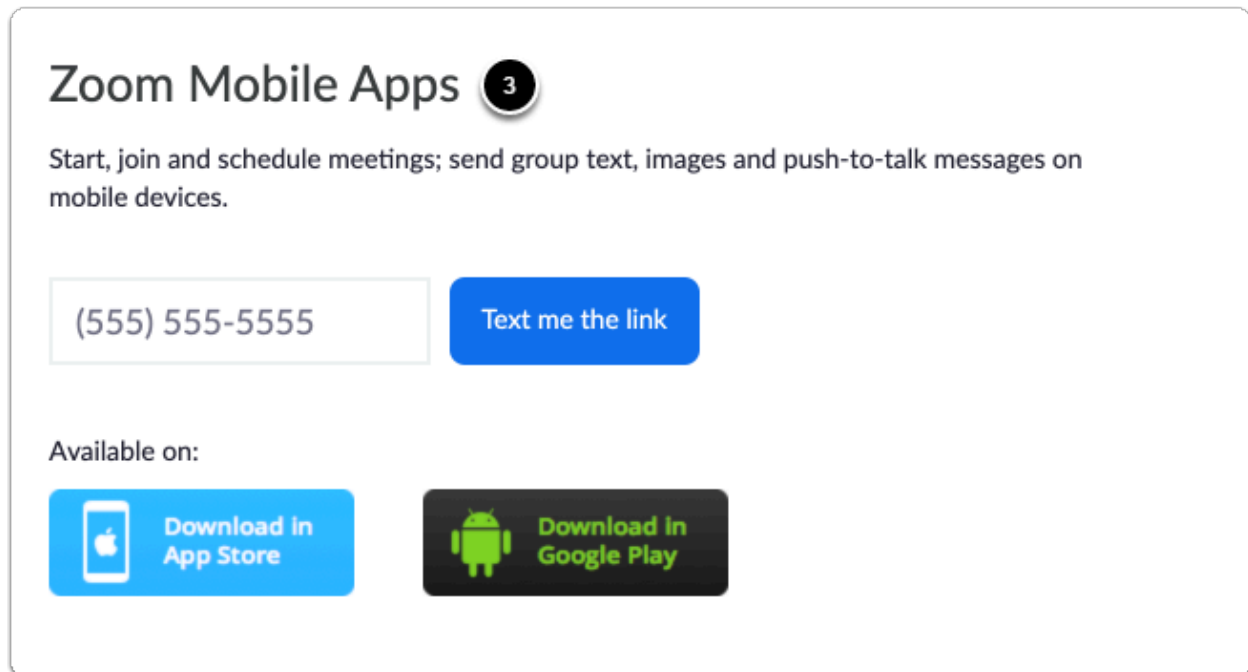 Zoom Mobile Apps 3
Start, join and schedule meetings; send group text, images and push-to-talk messages on
mobile devices.
(555) 555-5555 Text me the link
Available on:
Download in
App Store
Download in
Google Play